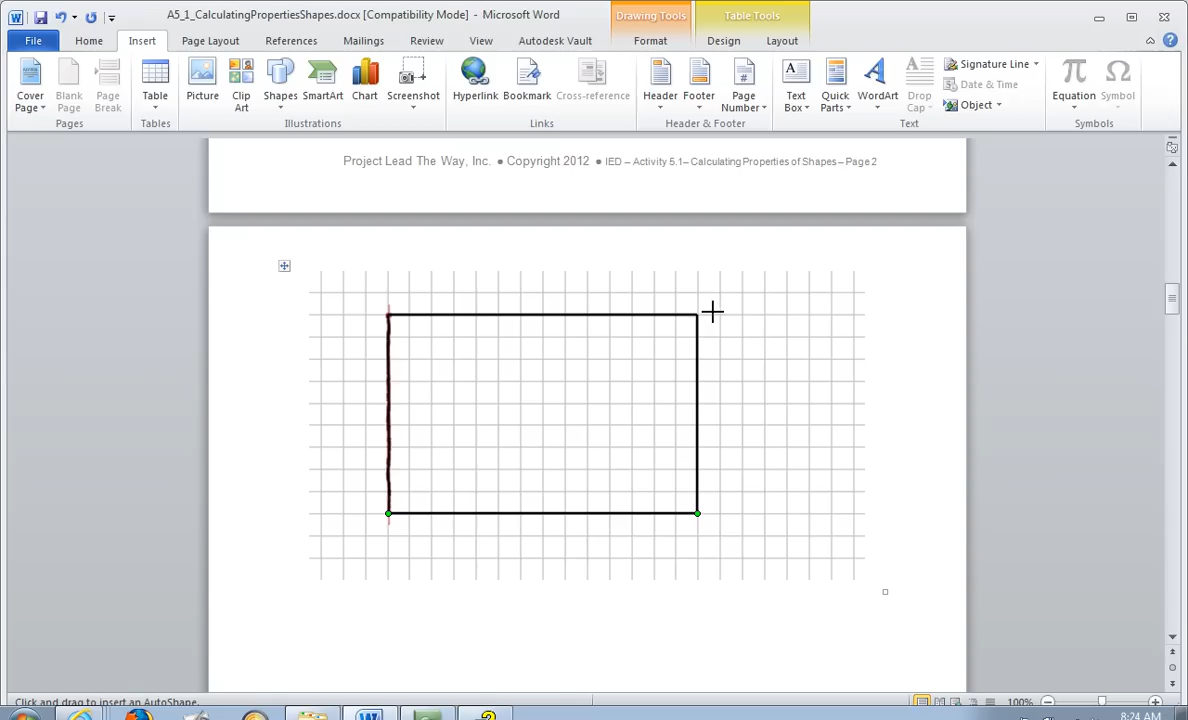 A5_1_CalculatingPropertiesShapes.docx [Compatibility Mode] - Microsoft Word
Drawing Tools
Table Tools
File
Home
Insert
Page Layout
References
Mailings
Review
View
Autodesk Vault
Format
Design
Layout
Cover Page
Blank Page
Page Break
Table
Picture
Clip Art
Shapes
SmartArt
Chart
Screenshot
Hyperlink
Bookmark
Cross-reference
Header
Footer
Page Number
Text Box
Quick Parts
WordArt
Drop Cap
Signature Line
Date & Time
Object
Equation
Symbol
Pages
Tables
Illustrations
Links
Header & Footer
Text
Symbols
Project Lead The Way, Inc. ● Copyright 2012 ● IED – Activity 5.1– Calculating Properties of Shapes – Page 2
Click and drag to insert an AutoShape.
100%
8:24 AM